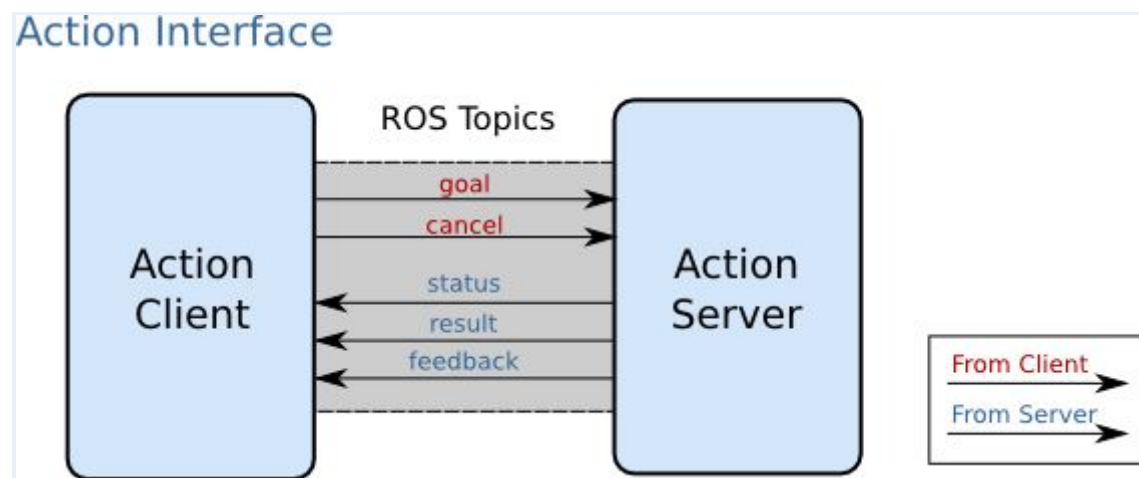 Action Interface
ROS Topics
Action
Client
goal
cancel
status
result
feedback
Action
Server
From Client
From Server